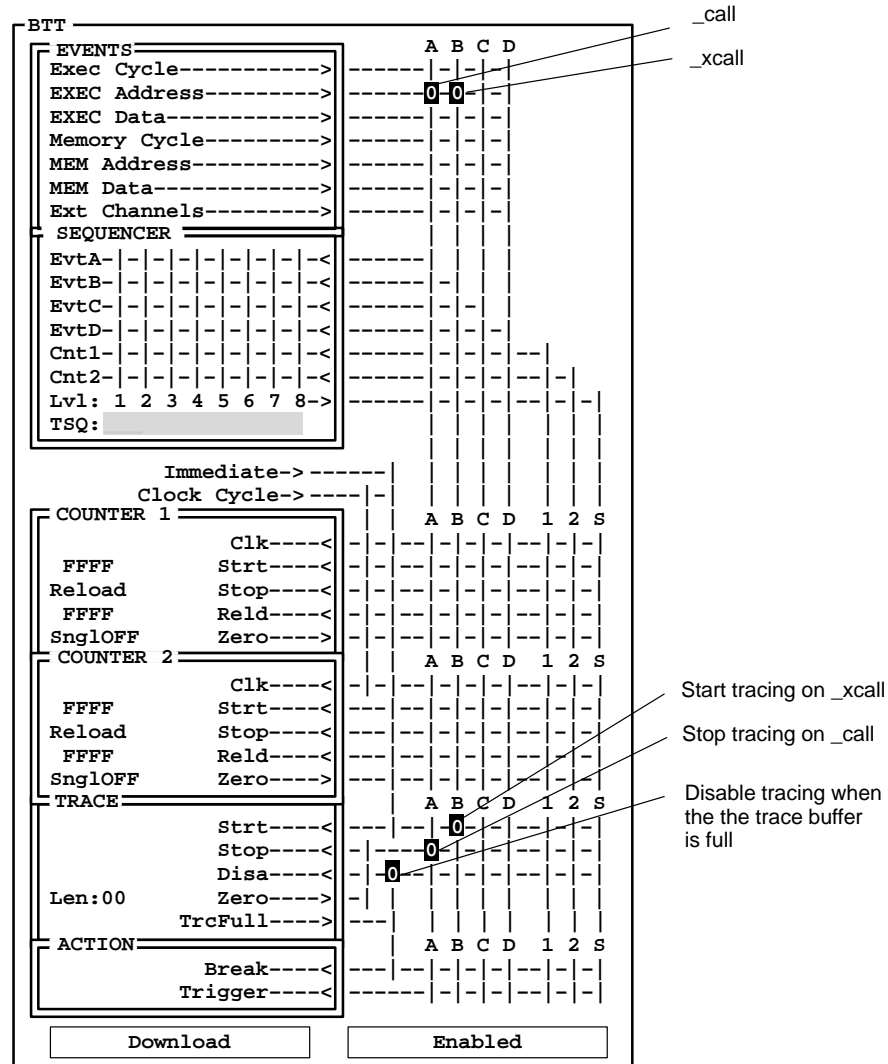 _call
_xcall
BTT
EVENTS A B C D
Exec Cycle----------->
EXEC Address--------->
0 0
EXEC Data------------>
Memory Cycle--------->
MEM Address---------->
MEM Data------------->
Ext Channels--------->
SEQUENCER
EvtA-|-|-|-|-|-|-|-|-<
EvtB-|-|-|-|-|-|-|-|-<
EvtC-|-|-|-|-|-|-|-|-<
EvtD-|-|-|-|-|-|-|-|-<
Cnt1-|-|-|-|-|-|-|-|-<
Cnt2-|-|-|-|-|-|-|-|-<
Lvl: 1 2 3 4 5 6 7 8->
TSQ:
Immediate->
Clock Cycle->
COUNTER 1 A B C D 1 2 S
Clk----<
FFFF Strt----<
Reload Stop----<
FFFF Reld----<
SnglOFF Zero---->
COUNTER 2 A B C D 1 2 S
Clk----<
FFFF Strt----<
Reload Stop----<
FFFF Reld----<
SnglOFF Zero---->
Start tracing on _xcall
Stop tracing on _call
Disable tracing when
the the trace buffer
is full
TRACE A B C D 1 2 S
Strt----< 0
Stop----< 0
Disa----< 0
Len:00 Zero---->
TrcFull---->
ACTION A B C D 1 2 S
Break----<
Trigger----<
Download Enabled